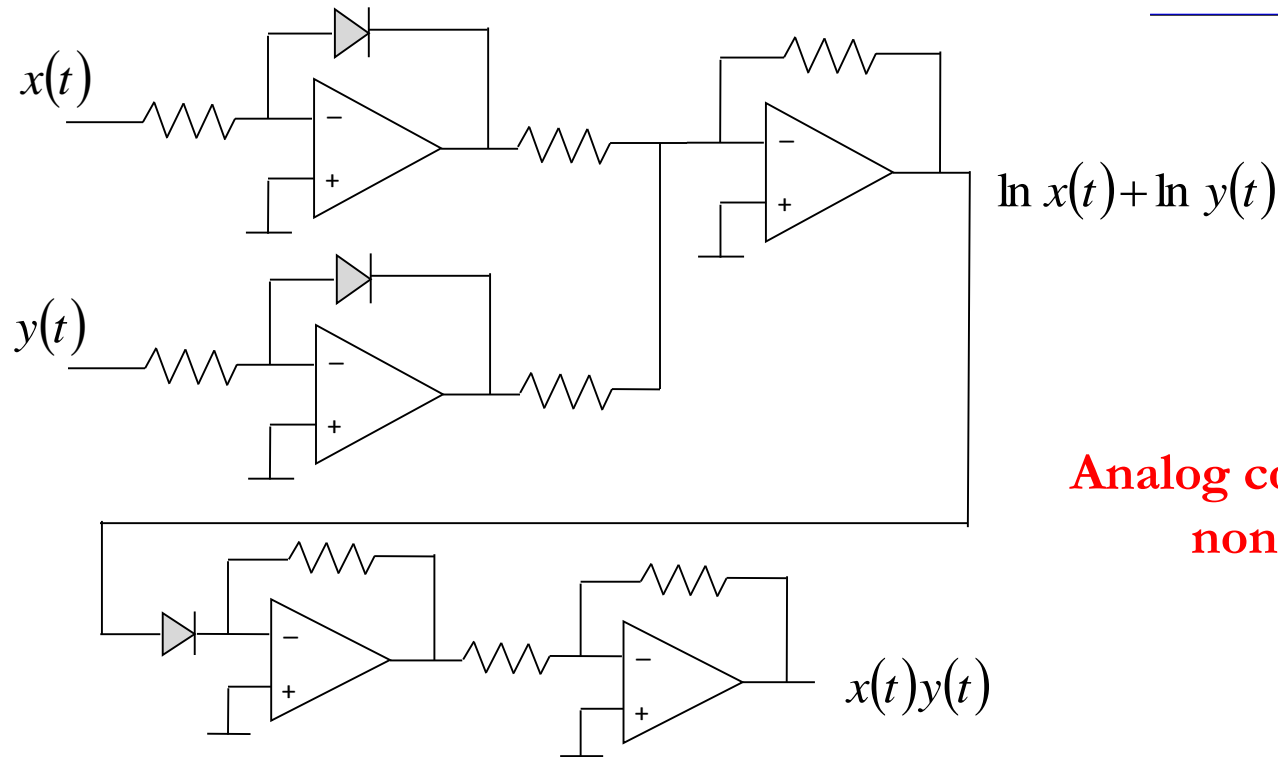 x(t)
−
+
−
+
ln x(t) + ln y(t)
y(t)
−
+
Analog co
non
−
+
−
+
x(t)y(t)